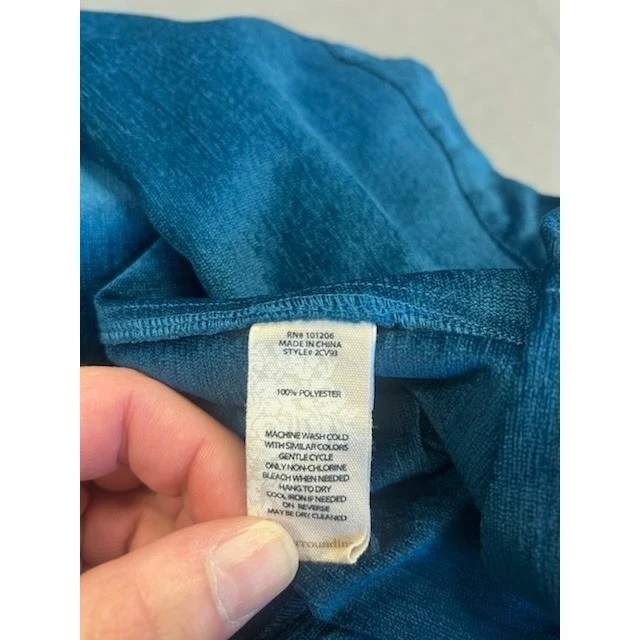 RN# 101206
MADE IN CHINA
STYLE# 2CV93
100% POLYESTER
MACHINE WASH COLD
WITH SIMILAR COLORS
GENTLE CYCLE
ONLY NON-CHLORINE
BLEACH WHEN NEEDED
HANG TO DRY
COOL IRON IF NEEDED
ON REVERSE
MAY BE DRY CLEANED